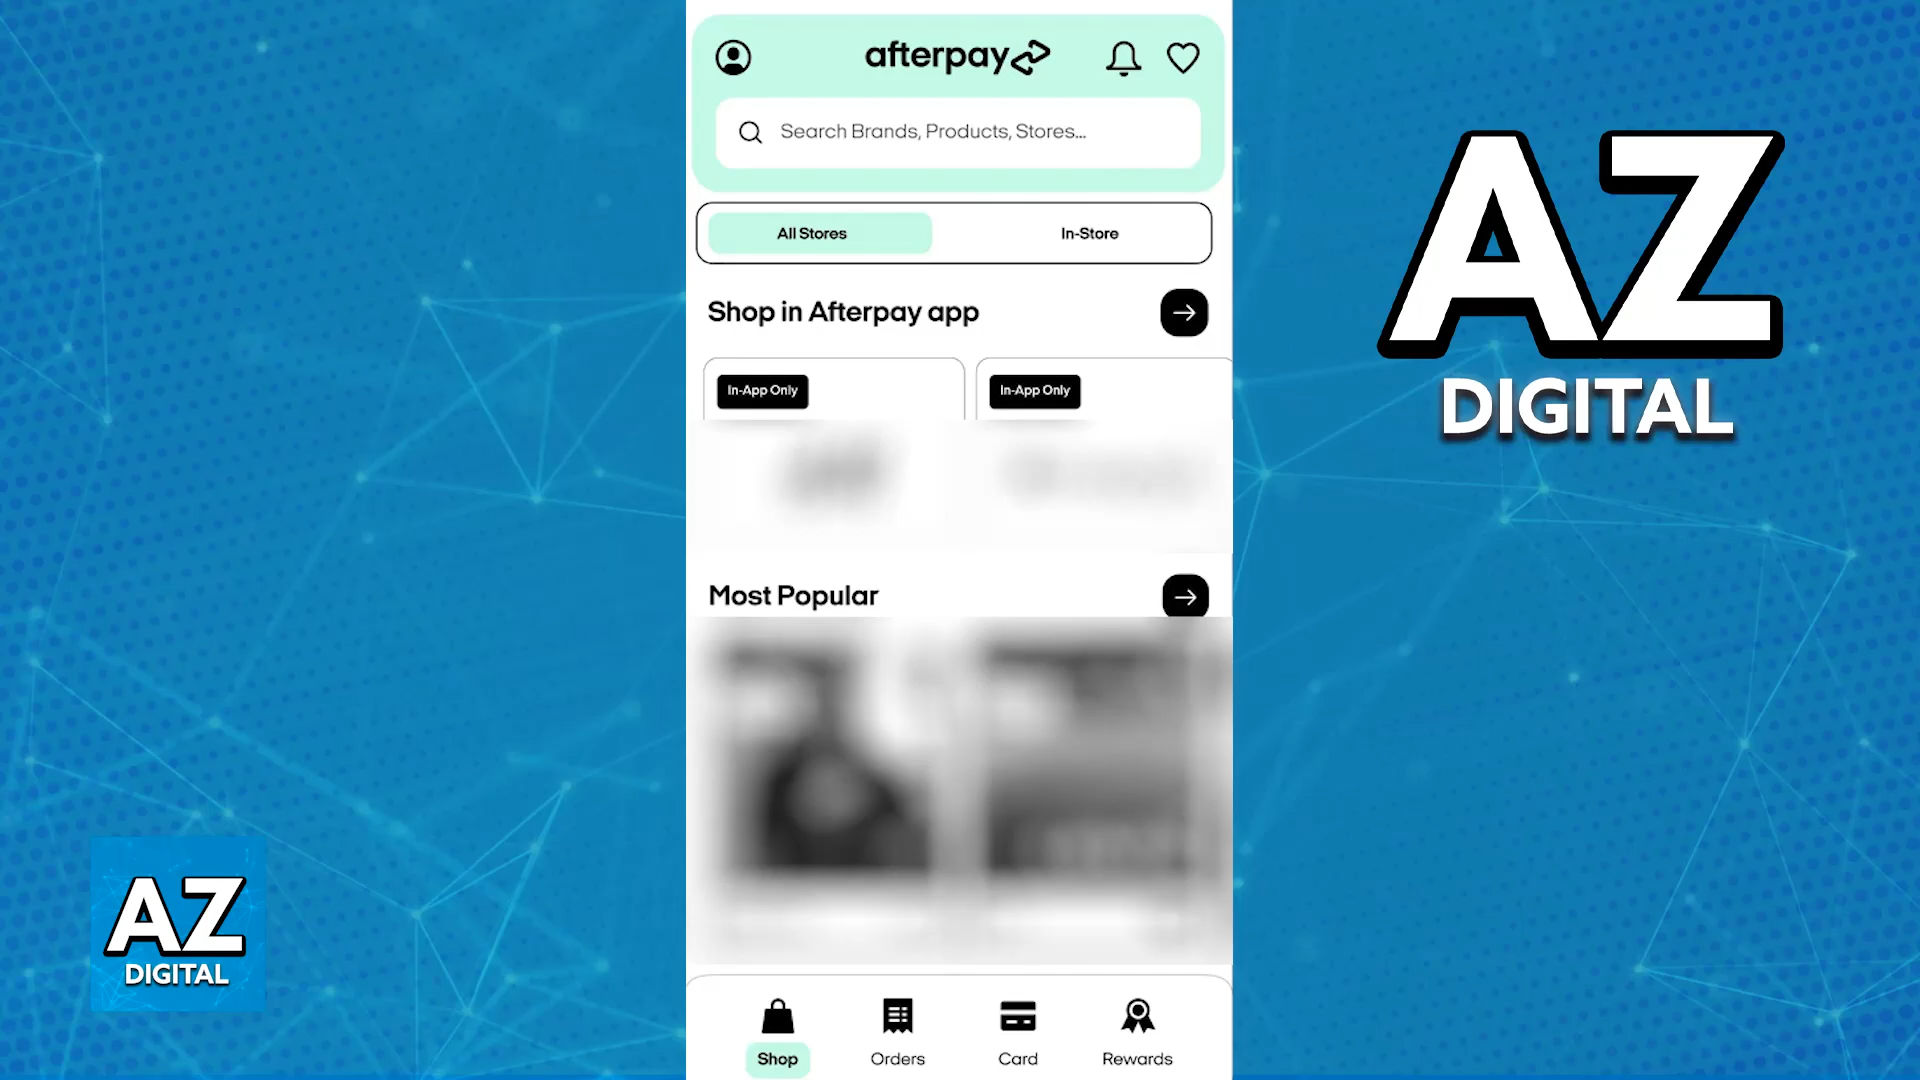 afterpay
Search Brands, Products, Stores...
All Stores
In-Store
Shop in Afterpay app
In-App Only
In-App Only
Most Popular
Shop
Orders
Card
Rewards
AZ
DIGITAL
AZ
DIGITAL